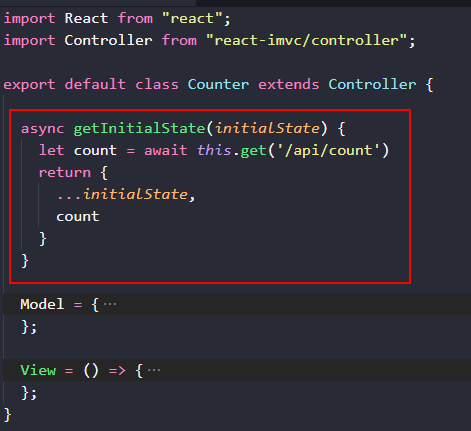 import React from "react";
import Controller from "react-imvc/controller";

export default class Counter extends Controller {

  async getInitialState(initialState) {
    let count = await this.get('/api/count')
    return {
      ...initialState,
      count
    }
  }

  Model = {···
  };

  View = () => {···
  };
}